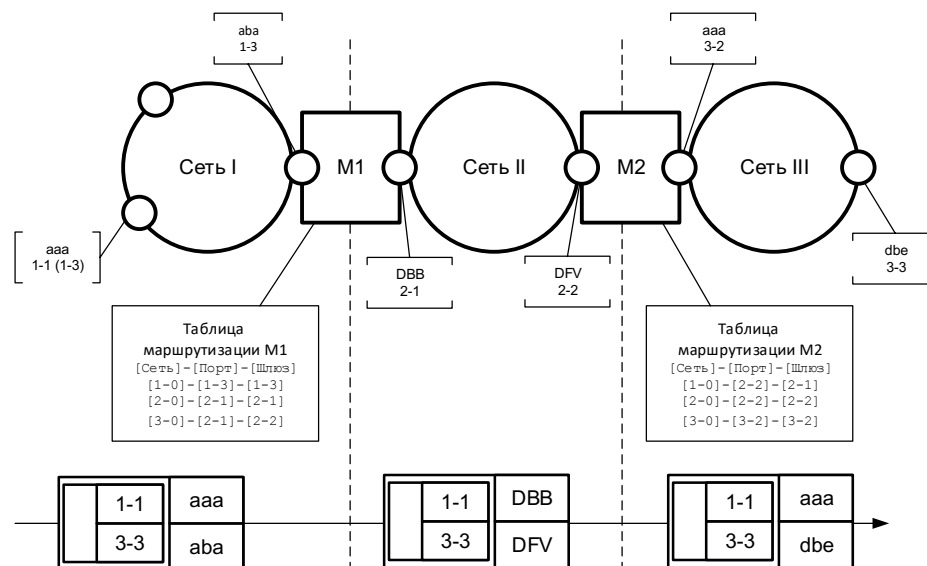 aba
1-3
aaa
3-2
Сеть I
М1
Сеть II
М2
Сеть III
aaa
1-1 (1-3)
DBB
2-1
DFV
2-2
dbe
3-3
Таблица
маршрутизации М1
[Сеть]-[Порт]-[Шлюз]
[1-0]-[1-3]-[1-3]
[2-0]-[2-1]-[2-1]
[3-0]-[2-1]-[2-2]
Таблица
маршрутизации М2
[Сеть]-[Порт]-[Шлюз]
[1-0]-[2-2]-[2-1]
[2-0]-[2-2]-[2-2]
[3-0]-[3-2]-[3-2]
1-1
aaa
3-3
aba
1-1
DBB
3-3
DFV
1-1
aaa
3-3
dbe